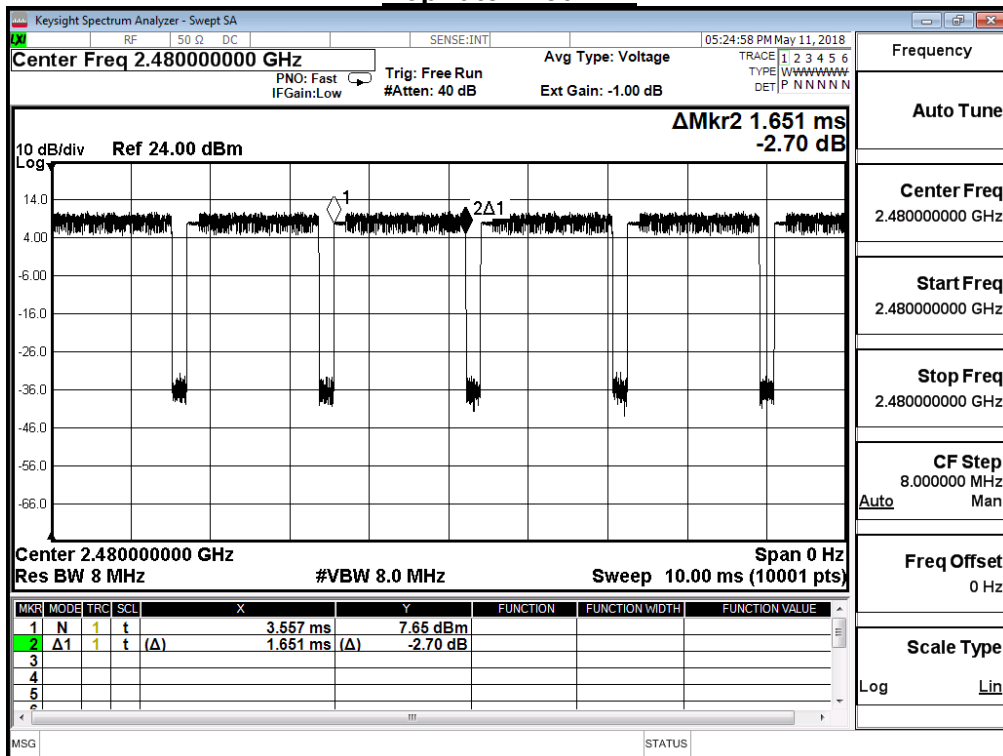 Keysight Spectrum Analyzer - Swept SA
LXI RF 50 Ω DC SENSE:INT 05:24:58 PM May 11, 2018
Center Freq 2.480000000 GHz
PNO: Fast
IFGain:Low
Trig: Free Run
#Atten: 40 dB
Avg Type: Voltage
Ext Gain: -1.00 dB
TRACE 1 2 3 4 5 6
TYPE WWWWWW
DET P N N N N N
ΔMkr2 1.651 ms
-2.70 dB
10 dB/div Ref 24.00 dBm
Log
14.0
4.00
-6.00
-16.0
-26.0
-36.0
-46.0
-56.0
-66.0
1
2Δ1
Center 2.480000000 GHz Span 0 Hz
Res BW 8 MHz #VBW 8.0 MHz Sweep 10.00 ms (10001 pts)
MKR MODE TRC SCL X Y FUNCTION FUNCTION WIDTH FUNCTION VALUE
1 N 1 t 3.557 ms 7.65 dBm
2 Δ1 1 t (Δ) 1.651 ms (Δ) -2.70 dB
3
4
5
MSG STATUS
Frequency
Auto Tune
Center Freq
2.480000000 GHz
Start Freq
2.480000000 GHz
Stop Freq
2.480000000 GHz
CF Step
8.000000 MHz
Auto Man
Freq Offset
0 Hz
Scale Type
Log Lin